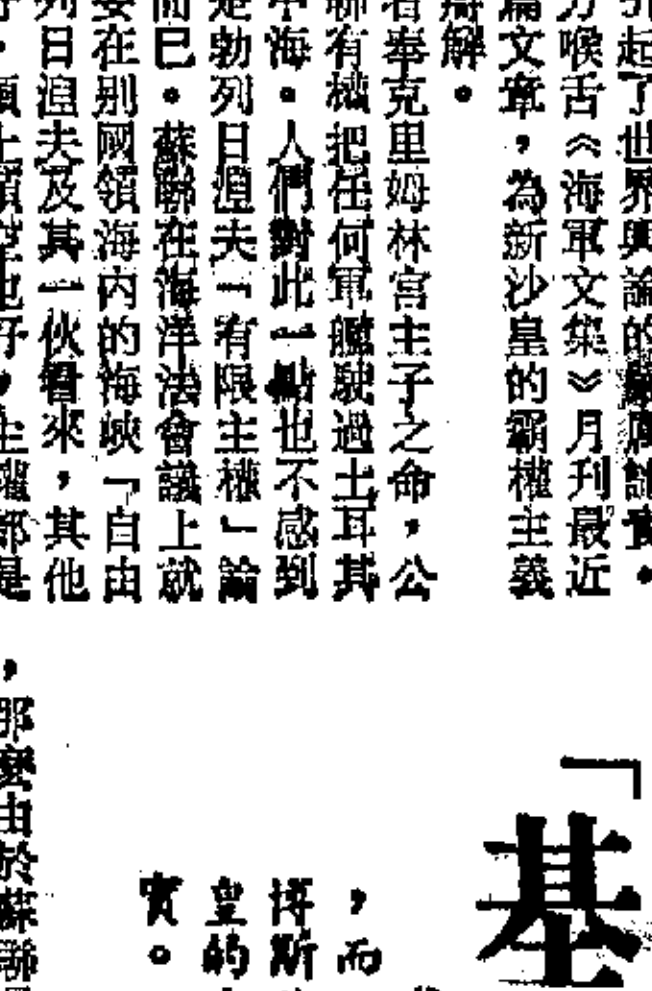 引起了世界輿論的嚴厲譴責。
方喉舌《海軍文集》月刊最近
篇文章，為新沙皇的霸權主義
辯解。
着奉克里姆林宮主子之命，公
聯有權把任何軍艦駛過土耳其
中海。人們對此一點也不感到
是勃列日湼夫「有限主權」論
而已。蘇聯在海洋法會議上就
要在別國領海內的海峽「自由
列日湼夫及其一伙看來，其他
領空也好，主權都是
「基
，而
博斯
皇的
實。
，那麼由於蘇聯